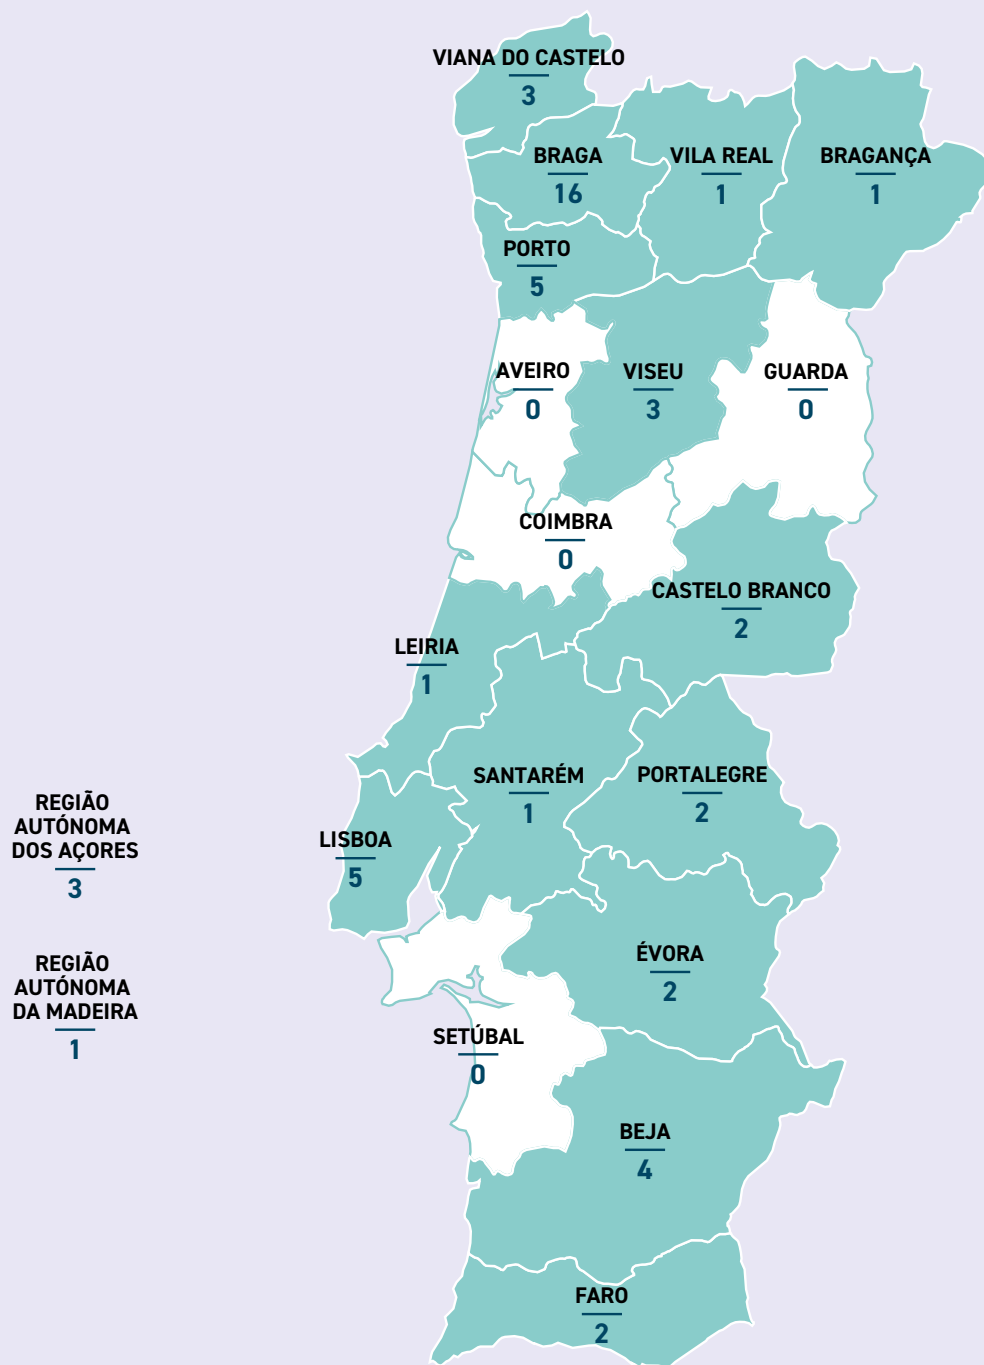 VIANA DO CASTELO
3
BRAGA
16
VILA REAL
1
BRAGANÇA
1
PORTO
5
AVEIRO
0
VISEU
3
GUARDA
0
COIMBRA
0
CASTELO BRANCO
2
LEIRIA
1
SANTARÉM
1
PORTALEGRE
2
REGIÃO
AUTÓNOMA
DOS AÇORES
3
LISBOA
5
REGIÃO
AUTÓNOMA
DA MADEIRA
1
ÉVORA
2
SETÚBAL
0
BEJA
4
FARO
2